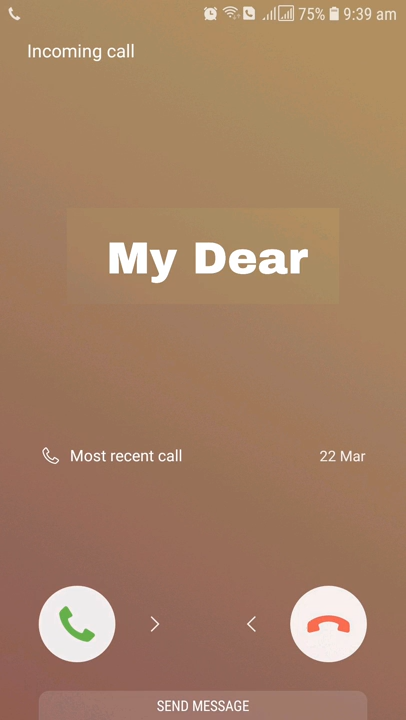 75% 9:39 am
Incoming call
My Dear
Most recent call 22 Mar
SEND MESSAGE